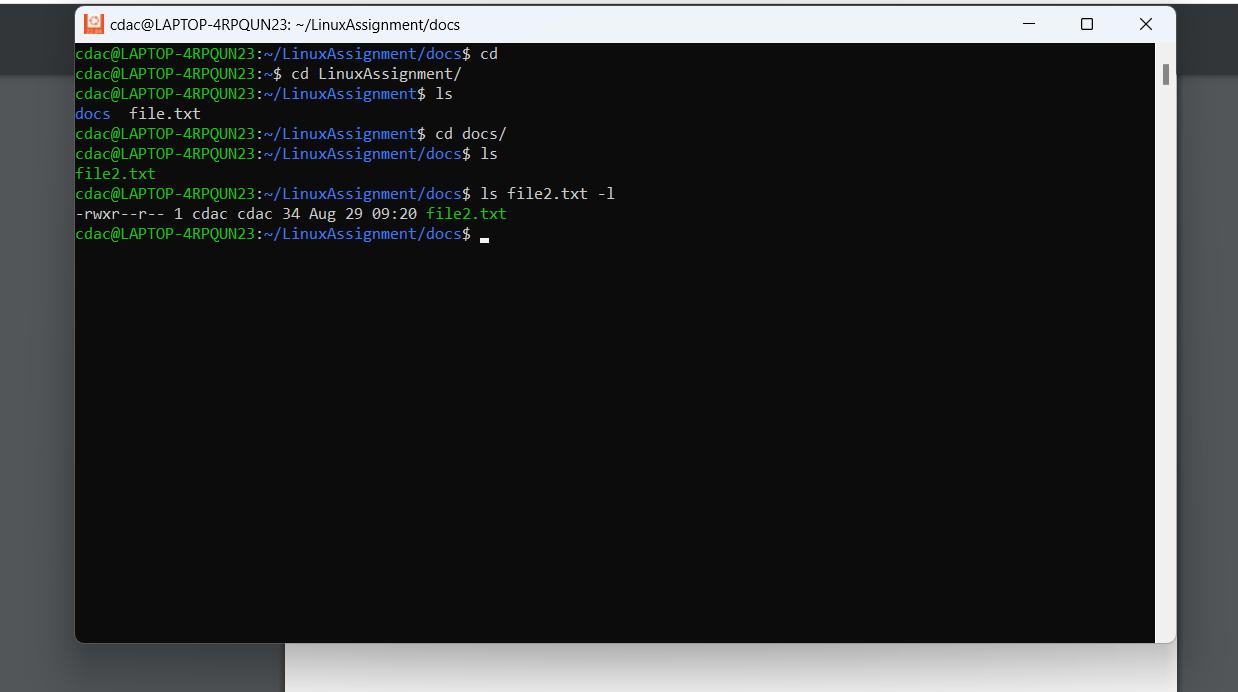 cdac@LAPTOP-4RPQUN23: ~/LinuxAssignment/docs
cdac@LAPTOP-4RPQUN23:~/LinuxAssignment/docs$ cd
cdac@LAPTOP-4RPQUN23:~$ cd LinuxAssignment/
cdac@LAPTOP-4RPQUN23:~/LinuxAssignment$ ls
docs  file.txt
cdac@LAPTOP-4RPQUN23:~/LinuxAssignment$ cd docs/
cdac@LAPTOP-4RPQUN23:~/LinuxAssignment/docs$ ls
file2.txt
cdac@LAPTOP-4RPQUN23:~/LinuxAssignment/docs$ ls file2.txt -l
-rwxr--r-- 1 cdac cdac 34 Aug 29 09:20 file2.txt
cdac@LAPTOP-4RPQUN23:~/LinuxAssignment/docs$